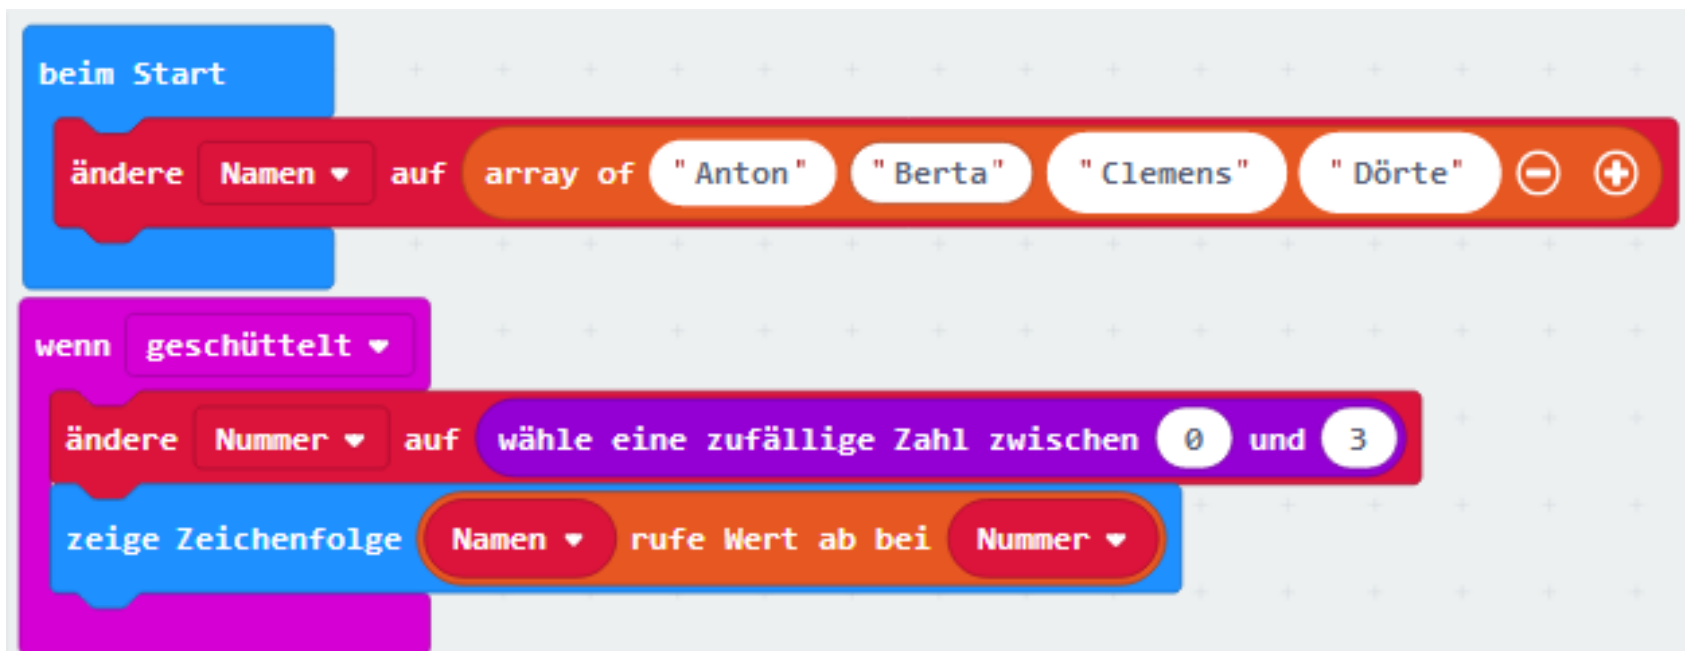 beim Start
ändere Namen auf array of "Anton" "Berta" "Clemens" "Dörte"
wenn geschüttelt
ändere Nummer auf wähle eine zufällige Zahl zwischen 0 und 3
zeige Zeichenfolge Namen rufe Wert ab bei Nummer